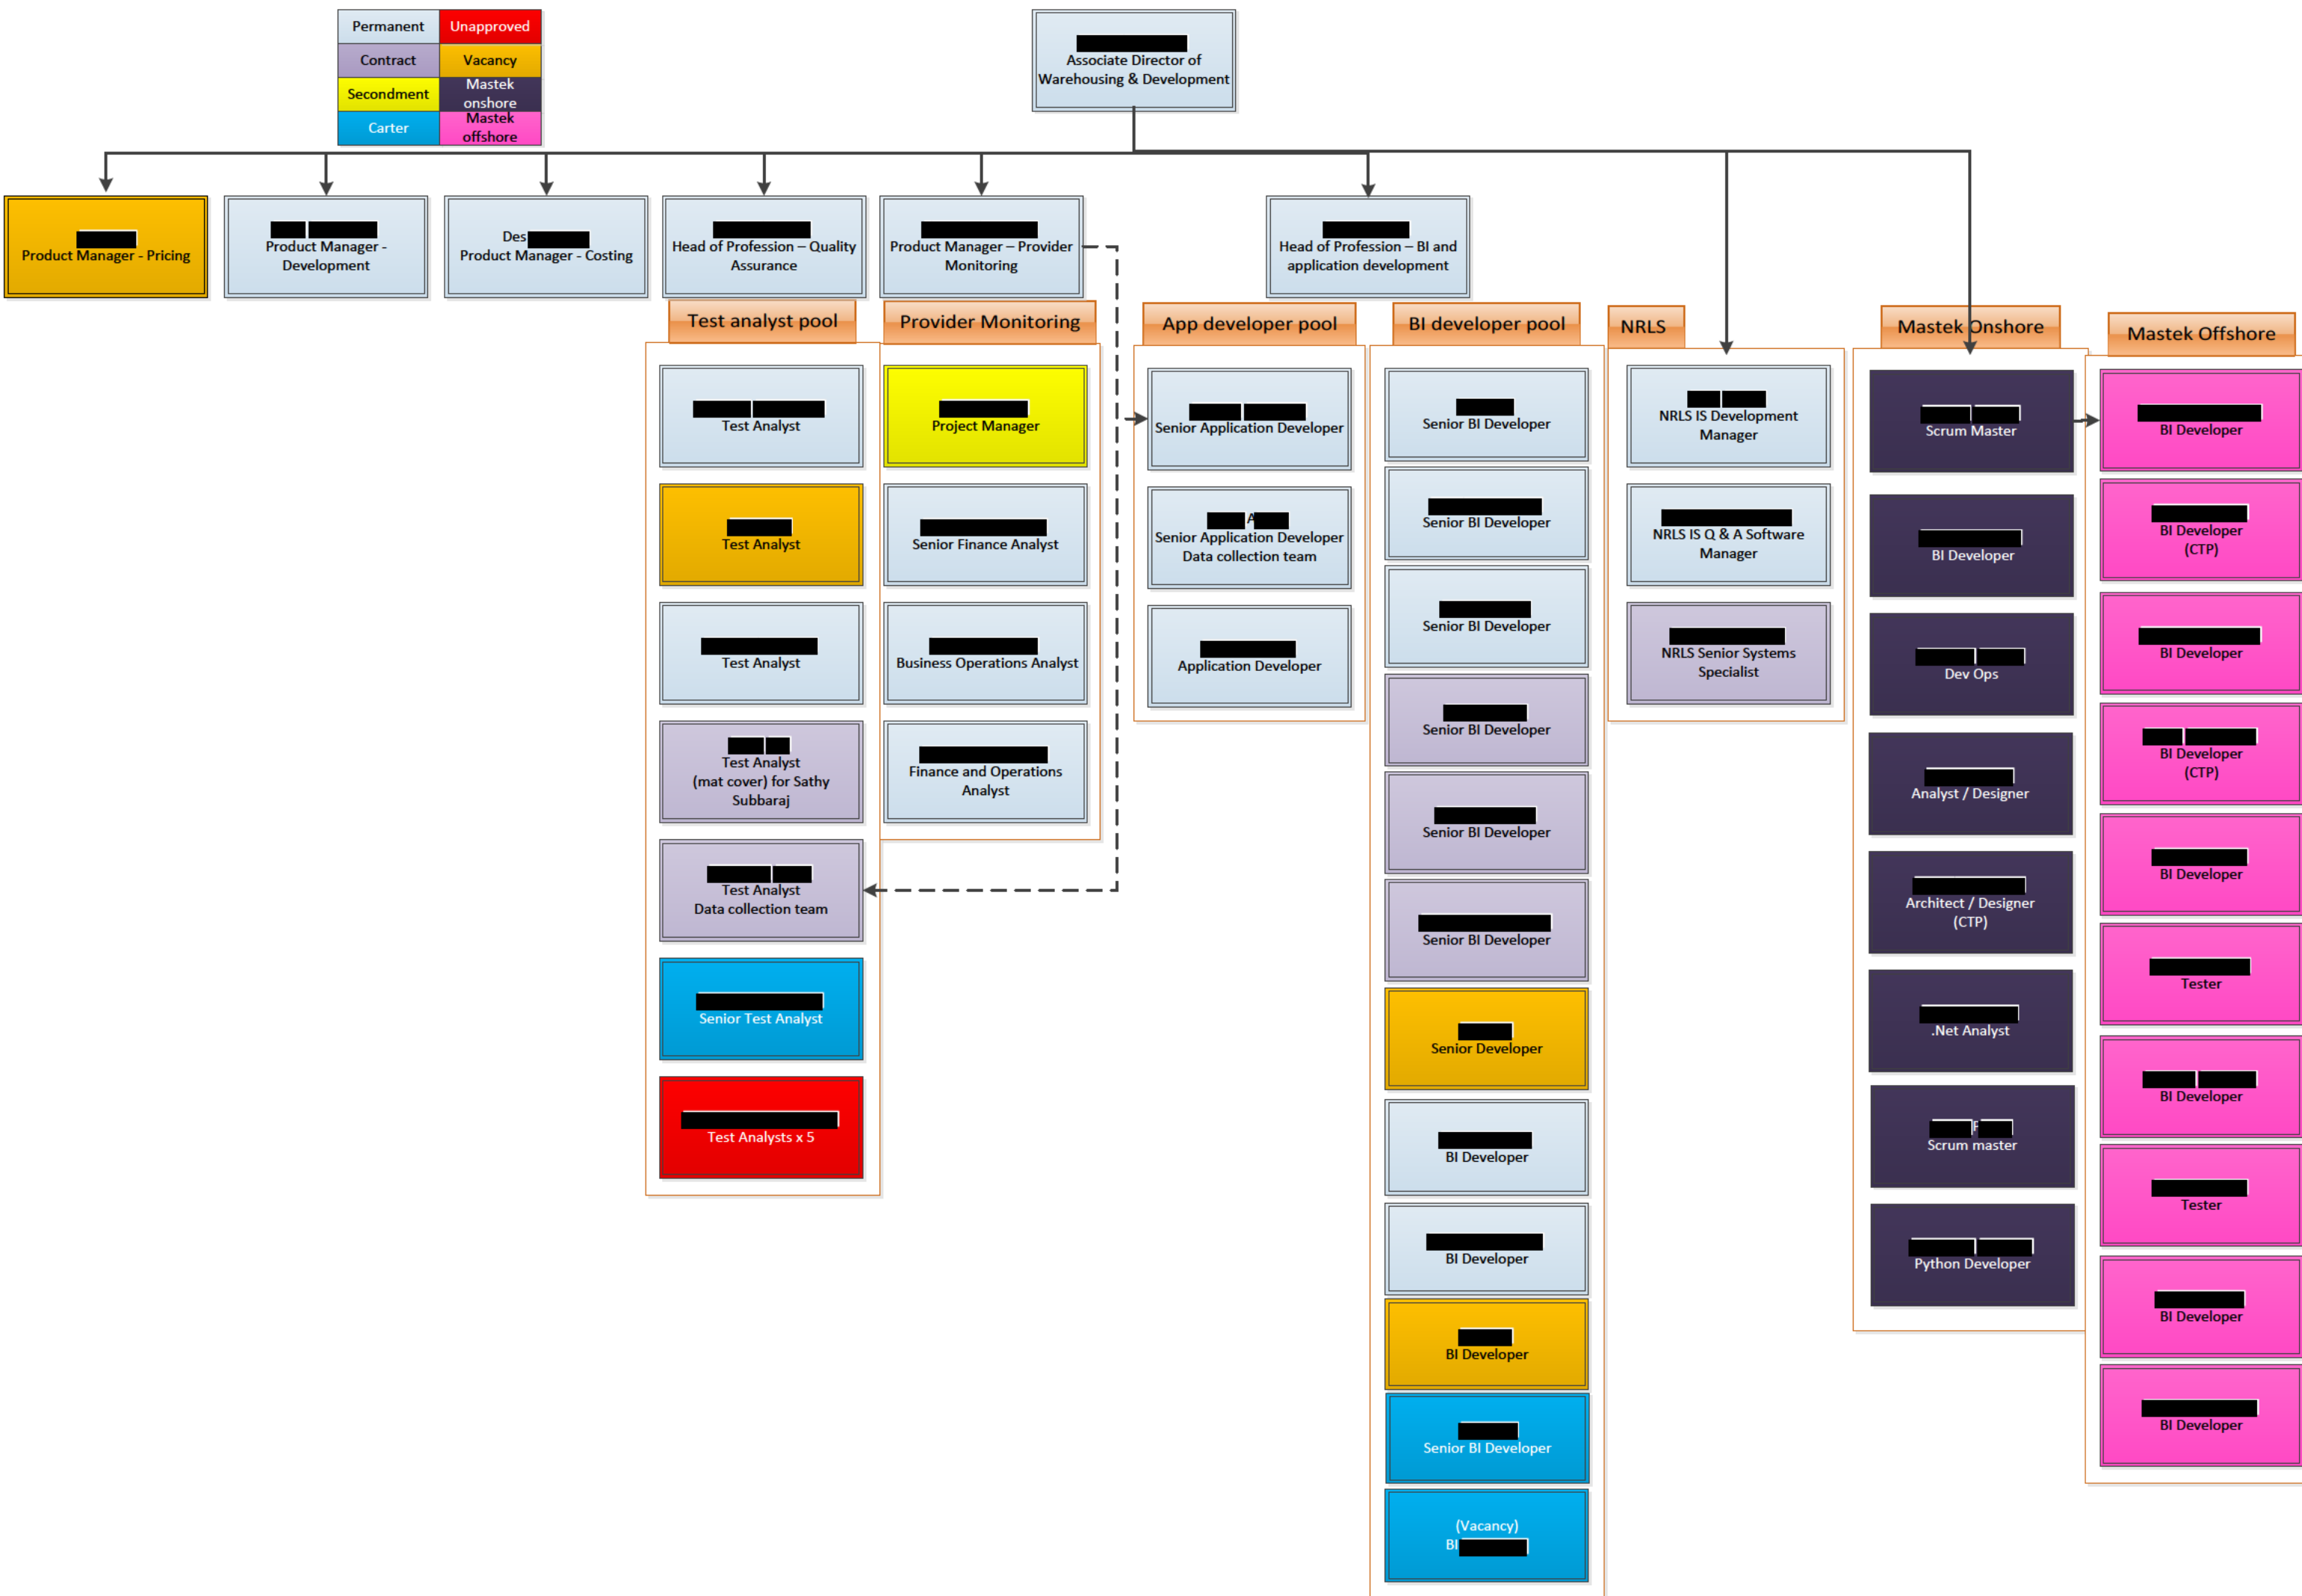 Permanent
Unapproved
Contract
Vacancy
Secondment
Mastek
onshore
Carter
Mastek
offshore
Associate Director of
Warehousing & Development
Product Manager - Pricing
Product Manager -
Development
Des
Product Manager - Costing
Head of Profession – Quality
Assurance
Product Manager – Provider
Monitoring
Head of Profession – BI and
application development
Test analyst pool
Test Analyst
Test Analyst
Test Analyst
Test Analyst
(mat cover) for Sathy
Subbaraj
Test Analyst
Data collection team
Senior Test Analyst
Test Analysts x 5
Provider Monitoring
Project Manager
Senior Finance Analyst
Business Operations Analyst
Finance and Operations
Analyst
App developer pool
Senior Application Developer
A
Senior Application Developer
Data collection team
Application Developer
BI developer pool
Senior BI Developer
Senior BI Developer
Senior BI Developer
Senior BI Developer
Senior BI Developer
Senior BI Developer
Senior Developer
BI Developer
BI Developer
BI Developer
Senior BI Developer
(Vacancy)
BI
NRLS
NRLS IS Development
Manager
NRLS IS Q & A Software
Manager
NRLS Senior Systems
Specialist
Mastek Onshore
Scrum Master
BI Developer
Dev Ops
Analyst / Designer
Architect / Designer
(CTP)
.Net Analyst
Scrum master
Python Developer
Mastek Offshore
BI Developer
BI Developer
(CTP)
BI Developer
BI Developer
(CTP)
BI Developer
Tester
BI Developer
Tester
BI Developer
BI Developer